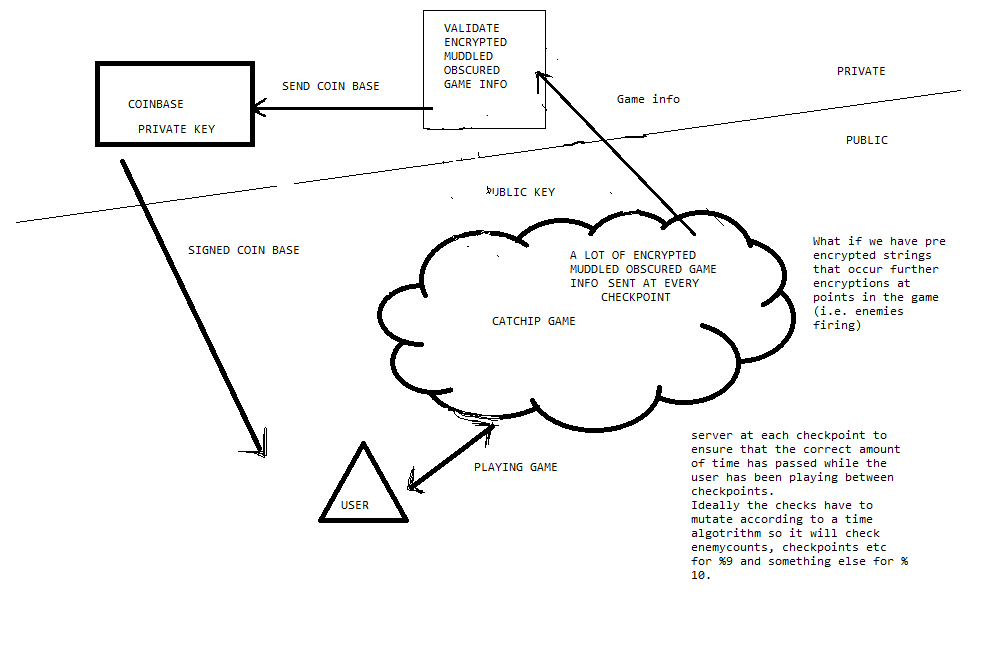 VALIDATE
ENCRYPTED
MUDDLED
OBSCURED
GAME INFO
PRIVATE
SEND COIN BASE
Game info
COINBASE
PRIVATE KEY
PUBLIC
PUBLIC KEY
SIGNED COIN BASE
A LOT OF ENCRYPTED
MUDDLED OBSCURED GAME
INFO SENT AT EVERY
CHECKPOINT
CATCHIP GAME
What if we have pre
encrypted strings
that occur further
encryptions at
points in the game
(i.e. enemies
firing)
server at each checkpoint to
ensure that the correct amount
of time has passed while the
user has been playing between
checkpoints.
Ideally the checks have to
mutate according to a time
algotrithm so it will check
enemycounts, checkpoints etc
for %9 and something else for %
10.
PLAYING GAME
USER